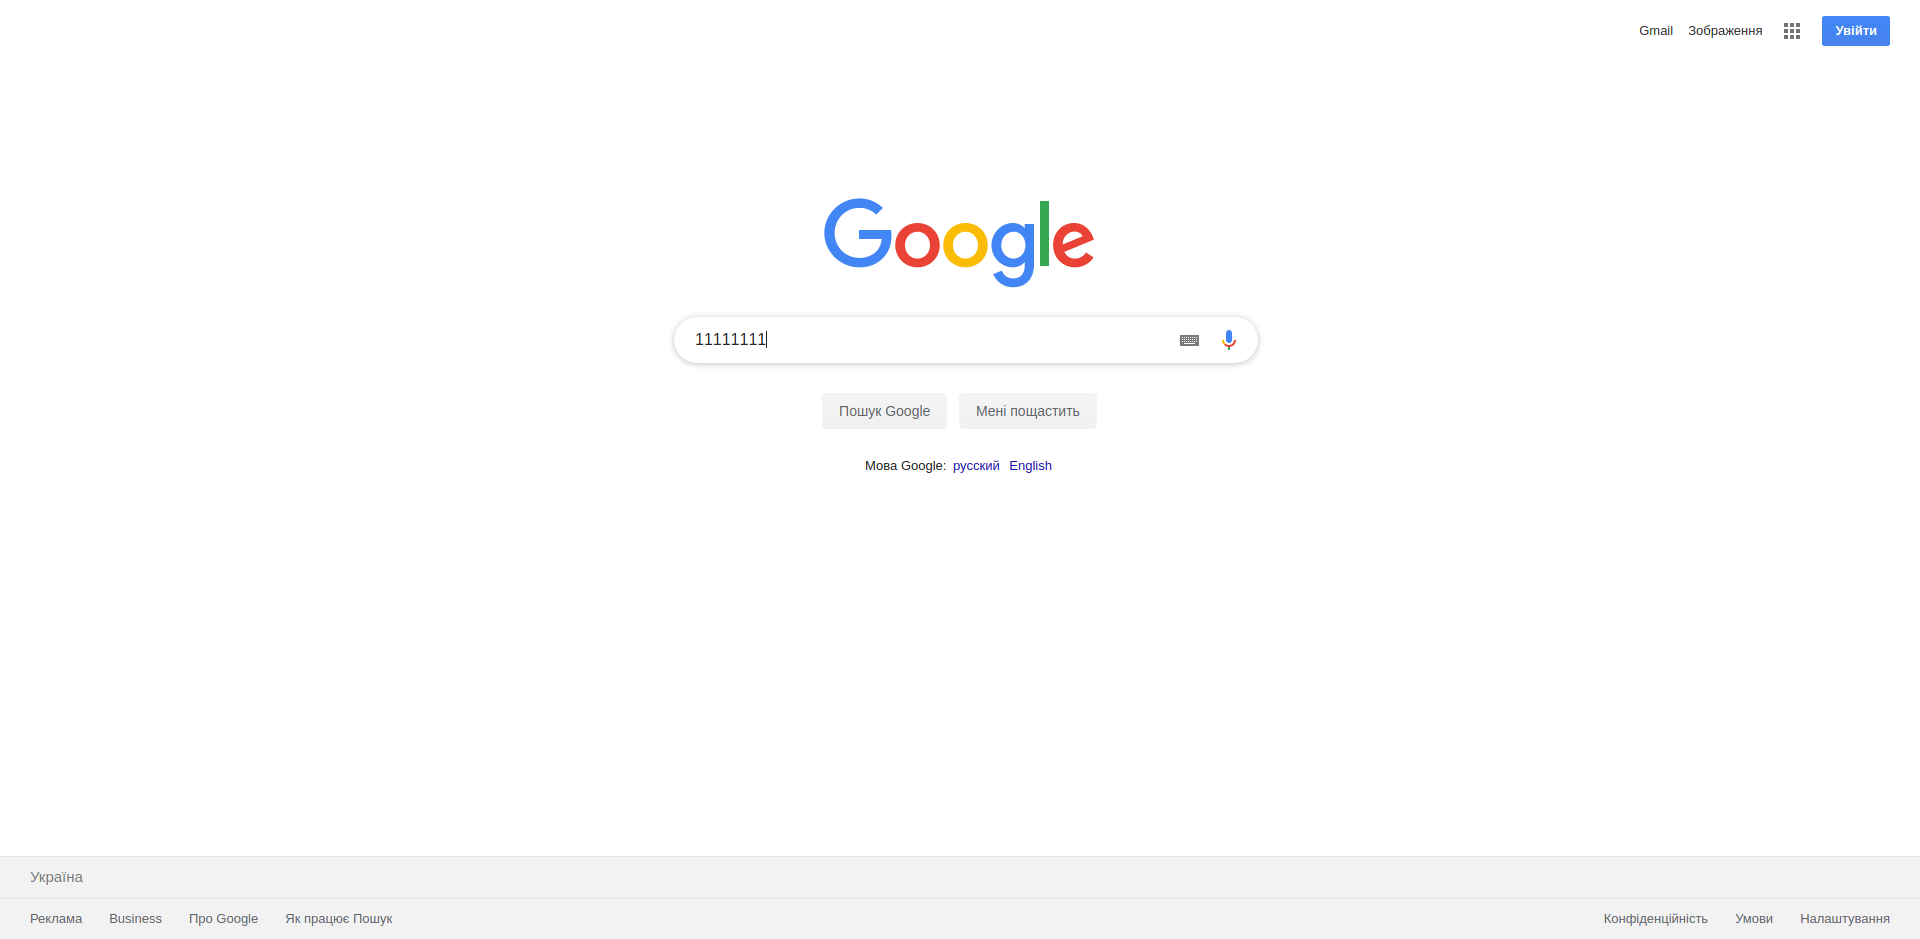 Gmail Зображення Увійти
Google
11111111
Пошук Google Мені пощастить
Мова Google: русский English
Україна
Реклама Business Про Google Як працює Пошук Конфіденційність Умови Налаштування